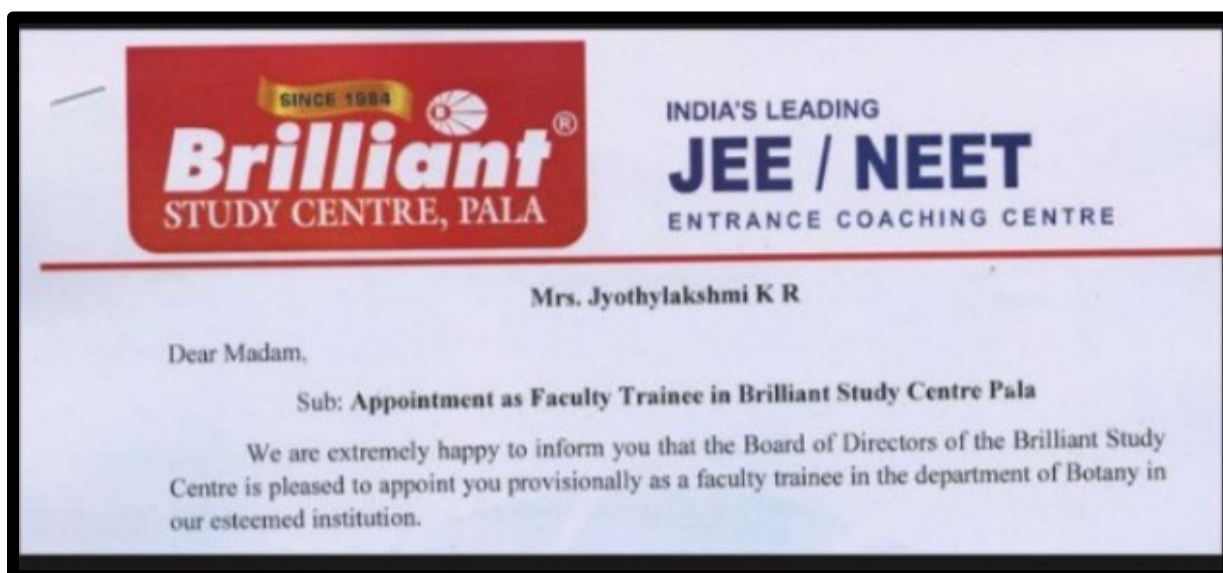 SINCE 1984
Brilliant®
STUDY CENTRE, PALA
INDIA'S LEADING
JEE / NEET
ENTRANCE COACHING CENTRE
Mrs. Jyothylakshmi K R
Dear Madam,
Sub: Appointment as Faculty Trainee in Brilliant Study Centre Pala
We are extremely happy to inform you that the Board of Directors of the Brilliant Study
Centre is pleased to appoint you provisionally as a faculty trainee in the department of Botany in
our esteemed institution.